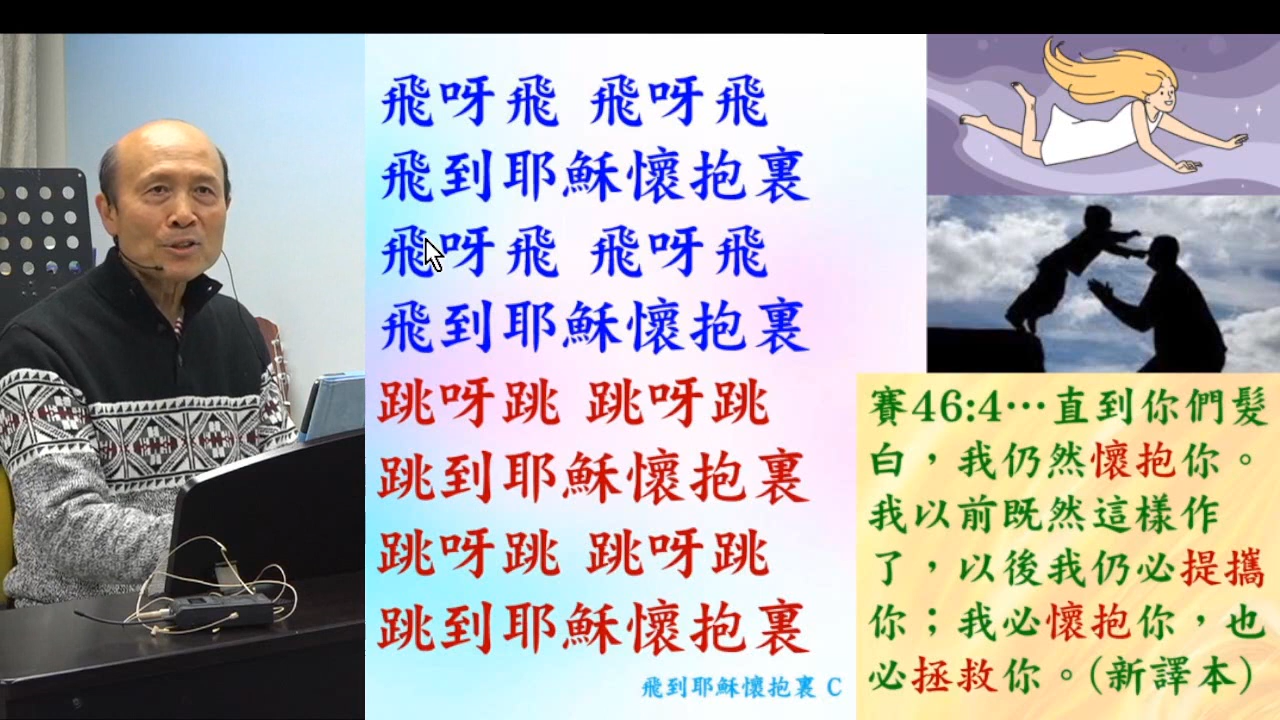 飛呀飛 飛呀飛
飛到耶穌懷抱裏
飛呀飛 飛呀飛
飛到耶穌懷抱裏
跳呀跳 跳呀跳
跳到耶穌懷抱裏
跳呀跳 跳呀跳
跳到耶穌懷抱裏
飛到耶穌懷抱裏 C
賽46:4…直到你們髮
白，我仍然懷抱你。
我以前既然這樣作
了，以後我仍必提攜
你；我必懷抱你，也
必拯救你。(新譯本)